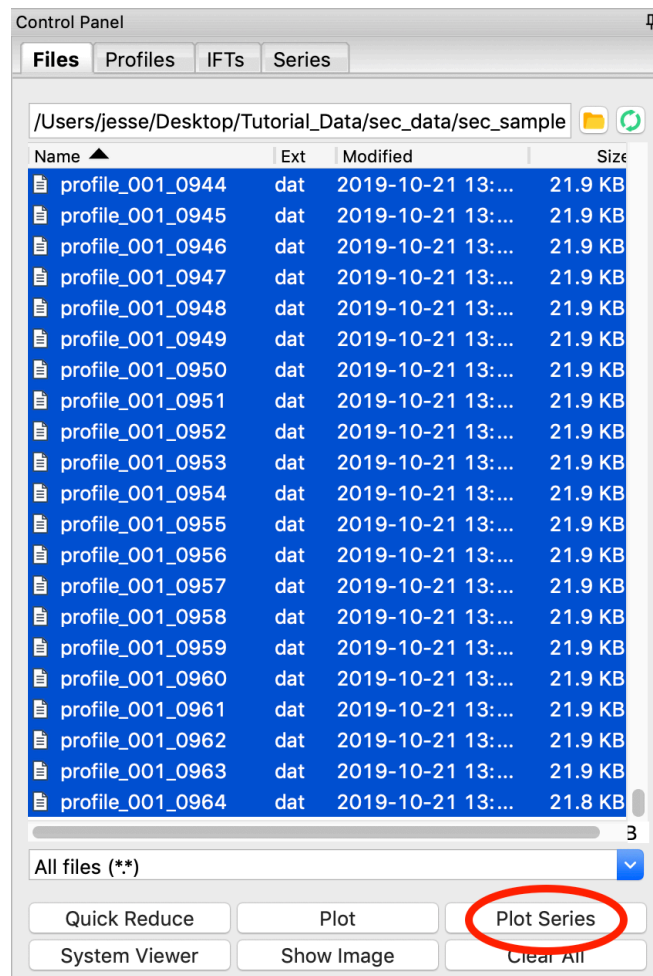 Control Panel
Files Profiles IFTs Series
/Users/jesse/Desktop/Tutorial_Data/sec_data/sec_sample
Name Ext Modified Size
profile_001_0944 dat 2019-10-21 13:... 21.9 KB
profile_001_0945 dat 2019-10-21 13:... 21.9 KB
profile_001_0946 dat 2019-10-21 13:... 21.9 KB
profile_001_0947 dat 2019-10-21 13:... 21.9 KB
profile_001_0948 dat 2019-10-21 13:... 21.9 KB
profile_001_0949 dat 2019-10-21 13:... 21.9 KB
profile_001_0950 dat 2019-10-21 13:... 21.9 KB
profile_001_0951 dat 2019-10-21 13:... 21.9 KB
profile_001_0952 dat 2019-10-21 13:... 21.9 KB
profile_001_0953 dat 2019-10-21 13:... 21.9 KB
profile_001_0954 dat 2019-10-21 13:... 21.9 KB
profile_001_0955 dat 2019-10-21 13:... 21.9 KB
profile_001_0956 dat 2019-10-21 13:... 21.9 KB
profile_001_0957 dat 2019-10-21 13:... 21.9 KB
profile_001_0958 dat 2019-10-21 13:... 21.9 KB
profile_001_0959 dat 2019-10-21 13:... 21.9 KB
profile_001_0960 dat 2019-10-21 13:... 21.9 KB
profile_001_0961 dat 2019-10-21 13:... 21.9 KB
profile_001_0962 dat 2019-10-21 13:... 21.9 KB
profile_001_0963 dat 2019-10-21 13:... 21.9 KB
profile_001_0964 dat 2019-10-21 13:... 21.8 KB
All files (*.*)
Quick Reduce Plot Plot Series
System Viewer Show Image Clear All